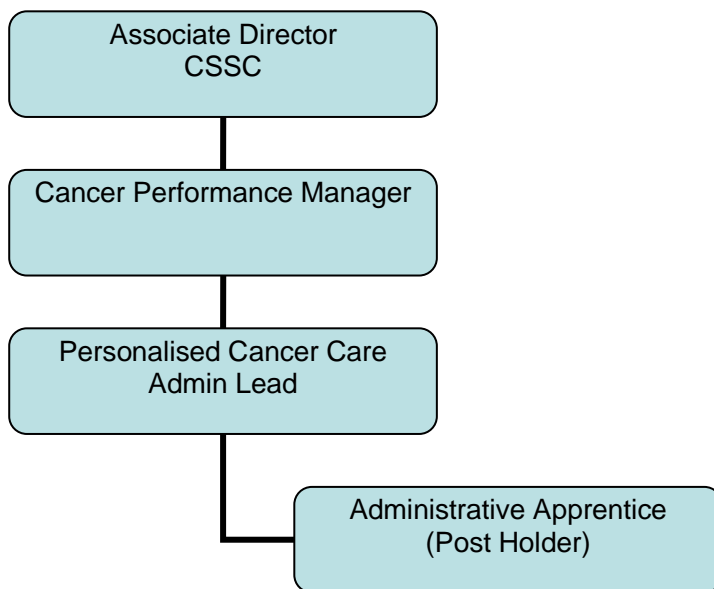 Associate Director
CSSC
Cancer Performance Manager
Personalised Cancer Care
Admin Lead
Administrative Apprentice
(Post Holder)